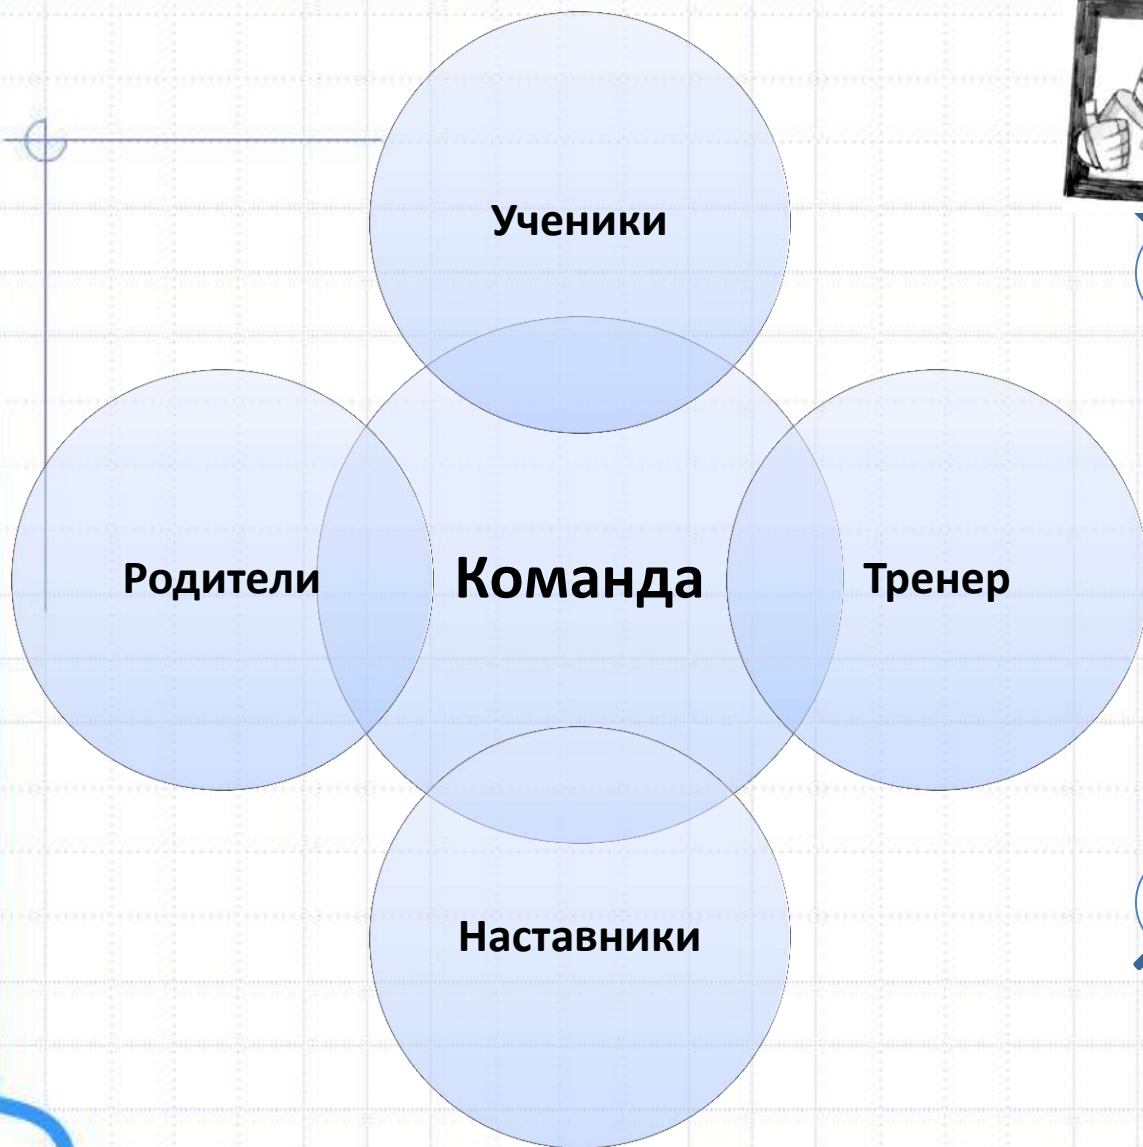 Ученики
Родители
Команда
Тренер
Наставники